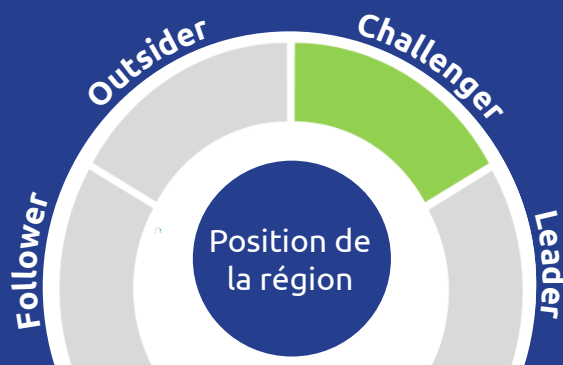 Outsider
Challenger
Follower
Leader
Position de
la région